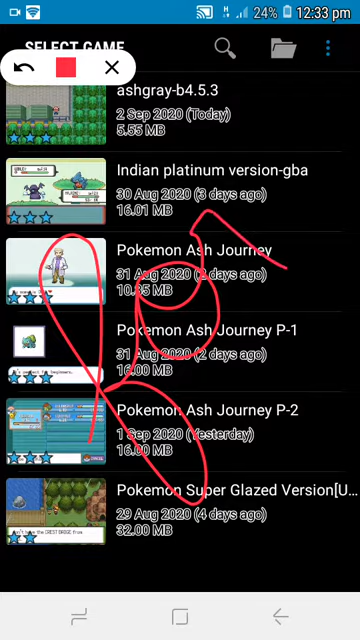 24% 12:33 pm
SELECT GAME
ashgray-b4.5.3
2 Sep 2020 (Today)
5.55 MB
Indian platinum version-gba
30 Aug 2020 (3 days ago)
16.01 MB
Pokemon Ash Journey
31 Aug 2020 (2 days ago)
10.85 MB
Pokemon Ash Journey P-1
31 Aug 2020 (2 days ago)
16.00 MB
Pokemon Ash Journey P-2
1 Sep 2020 (Yesterday)
16.00 MB
Pokemon Super Glazed Version[U...
29 Aug 2020 (4 days ago)
32.00 MB